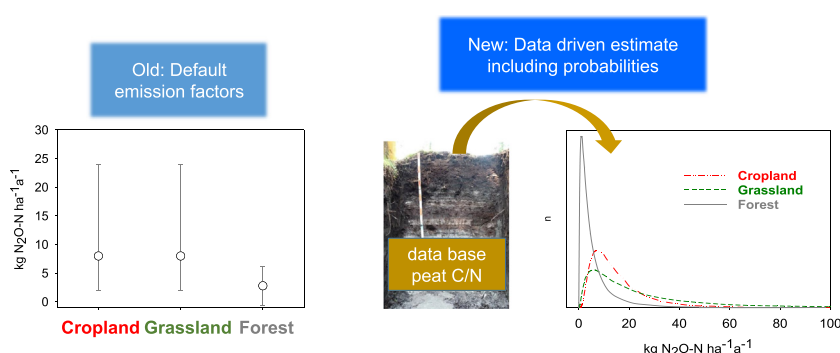 Old: Default
emission factors
New: Data driven estimate
including probabilities
30
25
20
15
10
5
0
kg N2O-N ha-1a-1
Cropland Grassland Forest
data base
peat C/N
n
Cropland
Grassland
Forest
0 20 40 60 80 100
kg N2O-N ha-1a-1